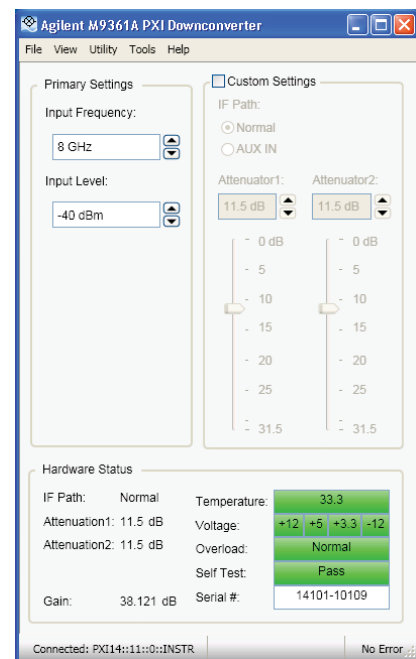 Agilent M9361A PXI Downconverter
File View Utility Tools Help
Primary Settings
Input Frequency:
8 GHz
Input Level:
-40 dBm
Custom Settings
IF Path:
Normal
AUX IN
Attenuator1: Attenuator2:
11.5 dB 11.5 dB
0 dB 0 dB
5 5
10 10
15 15
20 20
25 25
31.5 31.5
Hardware Status
IF Path: Normal
Attenuation1: 11.5 dB
Attenuation2: 11.5 dB
Gain: 38.121 dB
Temperature: 33.3
Voltage: +12 +5 +3.3 -12
Overload: Normal
Self Test: Pass
Serial #: 14101-10109
Connected: PXI14::11::0::INSTR No Error